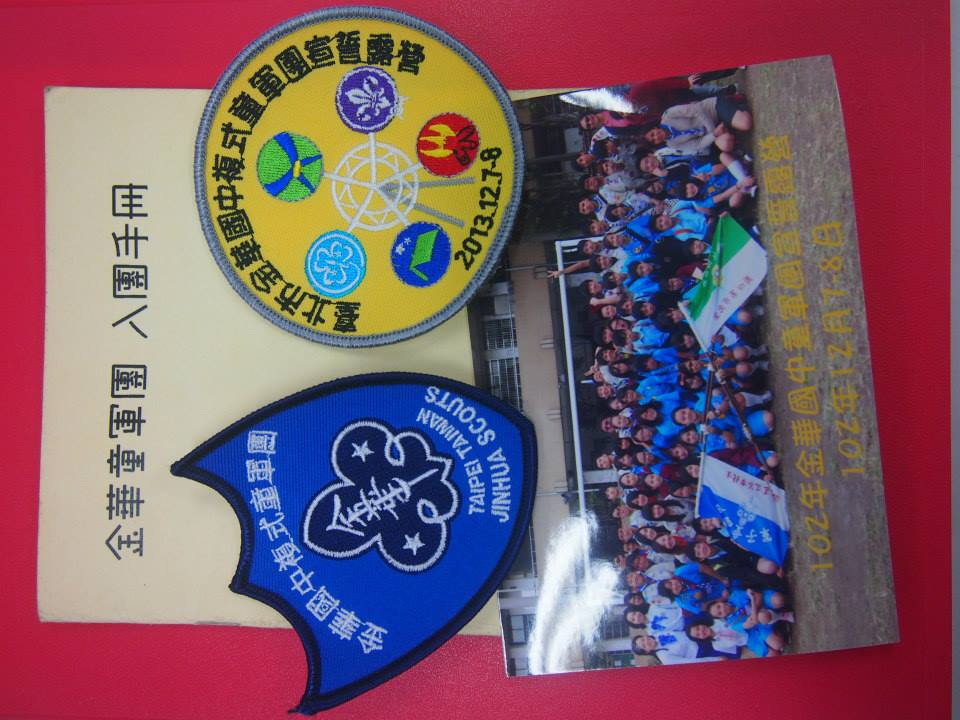 金華童軍團 入團手冊
臺北市金華國中複式童軍團宣誓露營
2013.12.7-8
金華國中複式童軍團
金華
TAIPEI TAIWAN
JINHUA SCOUTS
102年金華國中童軍團宣誓露營
102年12月7.8日